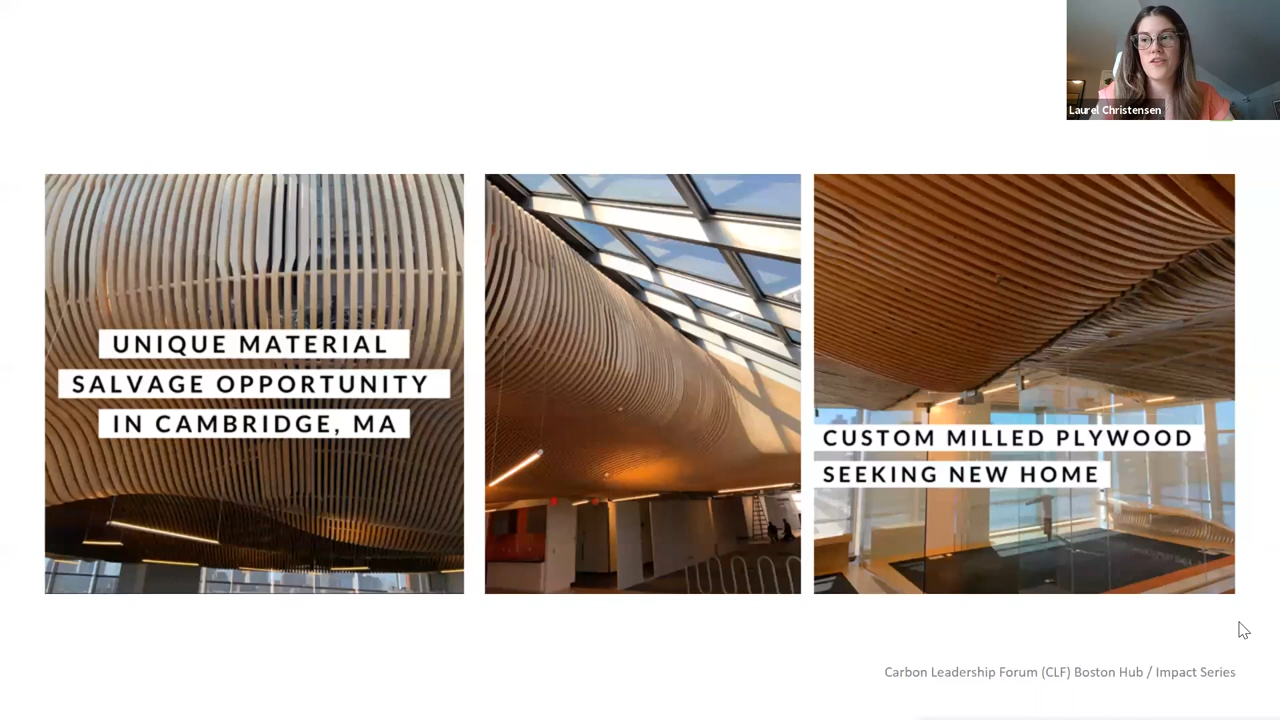 Laurel Christensen
UNIQUE MATERIAL
SALVAGE OPPORTUNITY
IN CAMBRIDGE, MA
CUSTOM MILLED PLYWOOD
SEEKING NEW HOME
Carbon Leadership Forum (CLF) Boston Hub / Impact Series